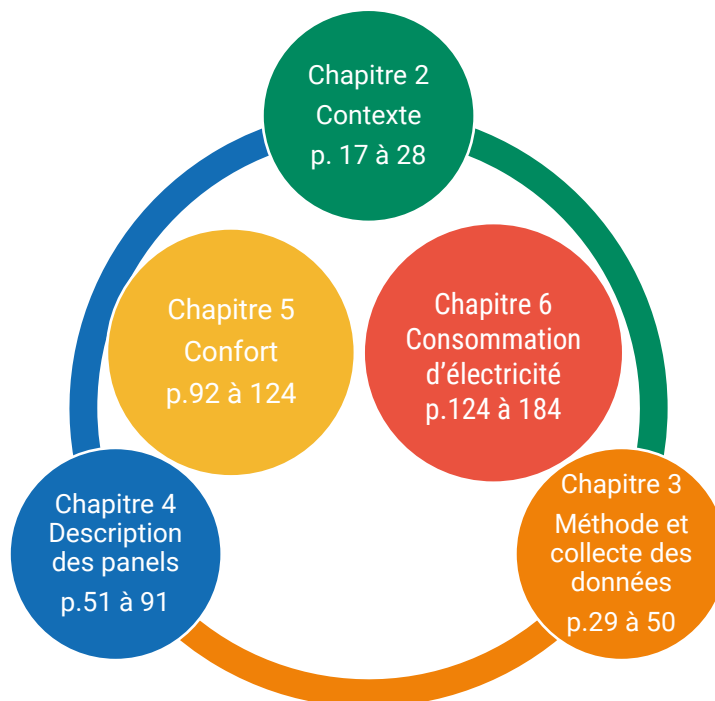 Chapitre 2
Contexte
p. 17 à 28
Chapitre 5
Confort
p.92 à 124
Chapitre 6
Consommation
d'électricité
p.124 à 184
Chapitre 4
Description
des panels
p.51 à 91
Chapitre 3
Méthode et
collecte des
données
p.29 à 50